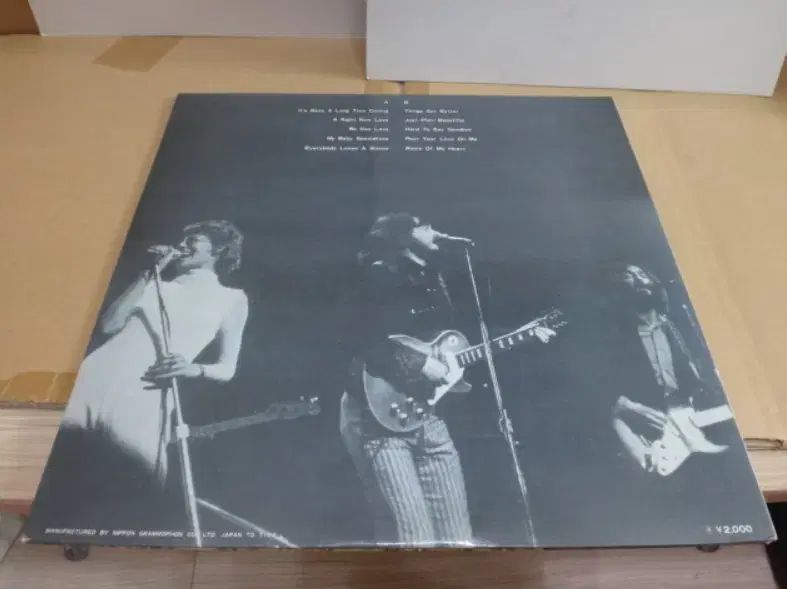 A B
It's Been A Long Time Coming Things Get Better
A Right Now Love Just Plain Beautiful
No One Love Hard To Say Goodbye
My Baby Specializes Pour Your Love On Me
Everybody Loves A Winner Piece Of My Heart
MANUFACTURED BY NIPPON GRAMMOPHON CO., LTD. JAPAN
¥2,000